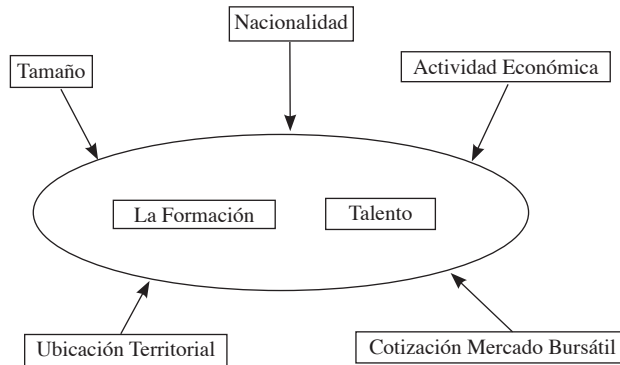 Nacionalidad
Tamaño
Actividad Económica
La Formación
Talento
Ubicación Territorial
Cotización Mercado Bursátil